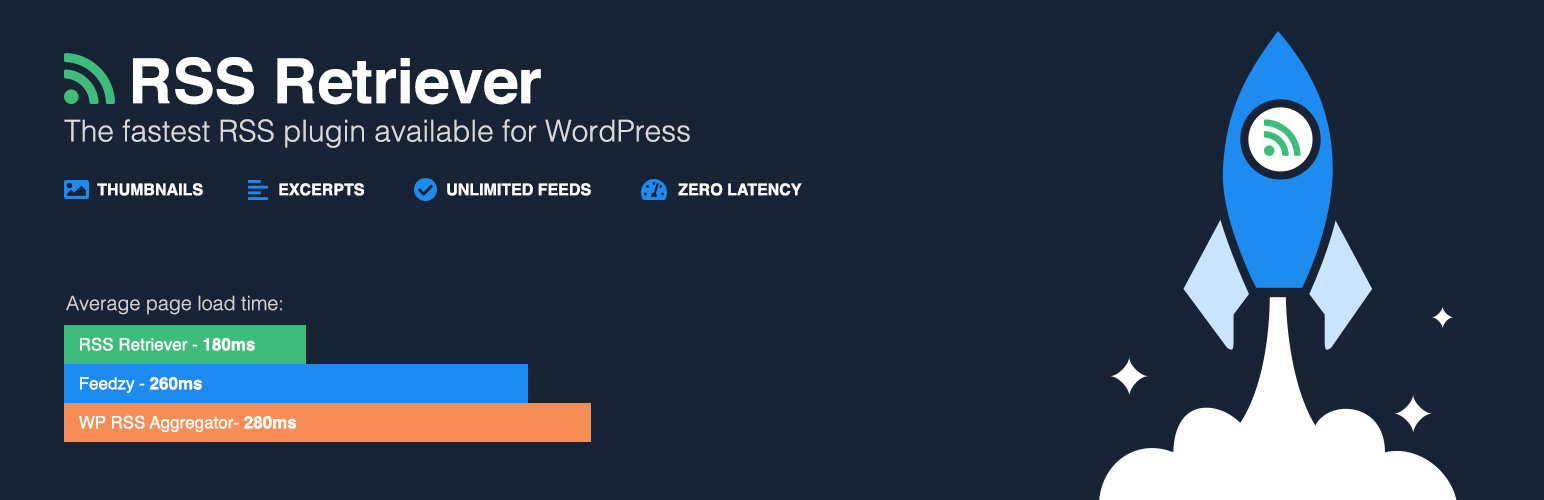 RSS Retriever
The fastest RSS plugin available for WordPress
THUMBNAILS EXCERPTS UNLIMITED FEEDS ZERO LATENCY
Average page load time:
RSS Retriever - 180ms
Feedzy - 260ms
WP RSS Aggregator- 280ms